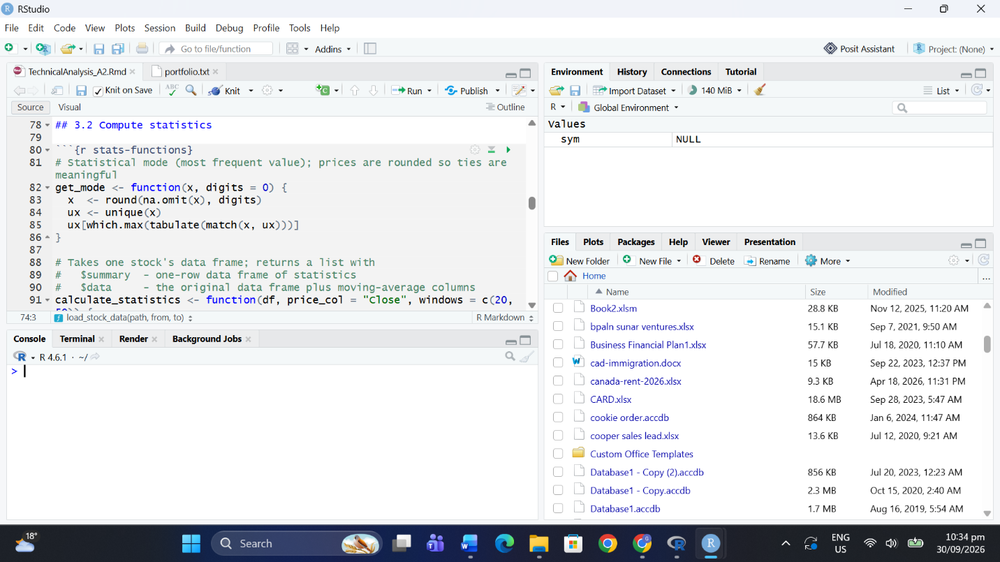 RStudio
File Edit Code View Plots Session Build Debug Profile Tools Help
Go to file/function Addins Posit Assistant Project: (None)
TechnicalAnalysis_A2.Rmd portfolio.txt
Knit on Save ABC Knit Run Publish
Source Visual Outline
78 ## 3.2 Compute statistics
79
80 ```{r stats-functions}
81 # Statistical mode (most frequent value); prices are rounded so ties are
meaningful
82 get_mode <- function(x, digits = 0) {
83 x <- round(na.omit(x), digits)
84 ux <- unique(x)
85 ux[which.max(tabulate(match(x, ux)))]
86 }
87
88 # Takes one stock's data frame; returns a list with
89 # $summary - one-row data frame of statistics
90 # $data - the original data frame plus moving-average columns
91 calculate_statistics <- function(df, price_col = "Close", windows = c(20,
74:3 load_stock_data(path, from, to) R Markdown
Console Terminal Render Background Jobs
R 4.6.1 · ~/
>
Environment History Connections Tutorial
Import Dataset 140 MiB List
R Global Environment
Values
sym NULL
Files Plots Packages Help Viewer Presentation
New Folder New File Delete Rename More
Home ...
Name Size Modified
Book2.xlsm 28.8 KB Nov 12, 2025, 11:20 AM
bpaln sunar ventures.xlsx 15.1 KB Sep 7, 2021, 9:50 AM
Business Financial Plan1.xlsx 57.7 KB Jul 18, 2020, 11:10 AM
cad-immigration.docx 15 KB Sep 22, 2023, 12:37 PM
canada-rent-2026.xlsx 9.3 KB Apr 18, 2026, 11:31 PM
CARD.xlsx 18.6 MB Sep 28, 2023, 5:47 AM
cookie order.accdb 864 KB Jan 6, 2024, 11:47 AM
cooper sales lead.xlsx 13.6 KB Jul 12, 2020, 9:21 AM
Custom Office Templates
Database1 - Copy (2).accdb 856 KB Jul 20, 2023, 12:23 AM
Database1 - Copy.accdb 2.3 MB Oct 15, 2020, 2:40 AM
Database1.accdb 1.7 MB Aug 16, 2019, 5:54 AM
18° Search ENG US 10:34 pm
30/09/2026